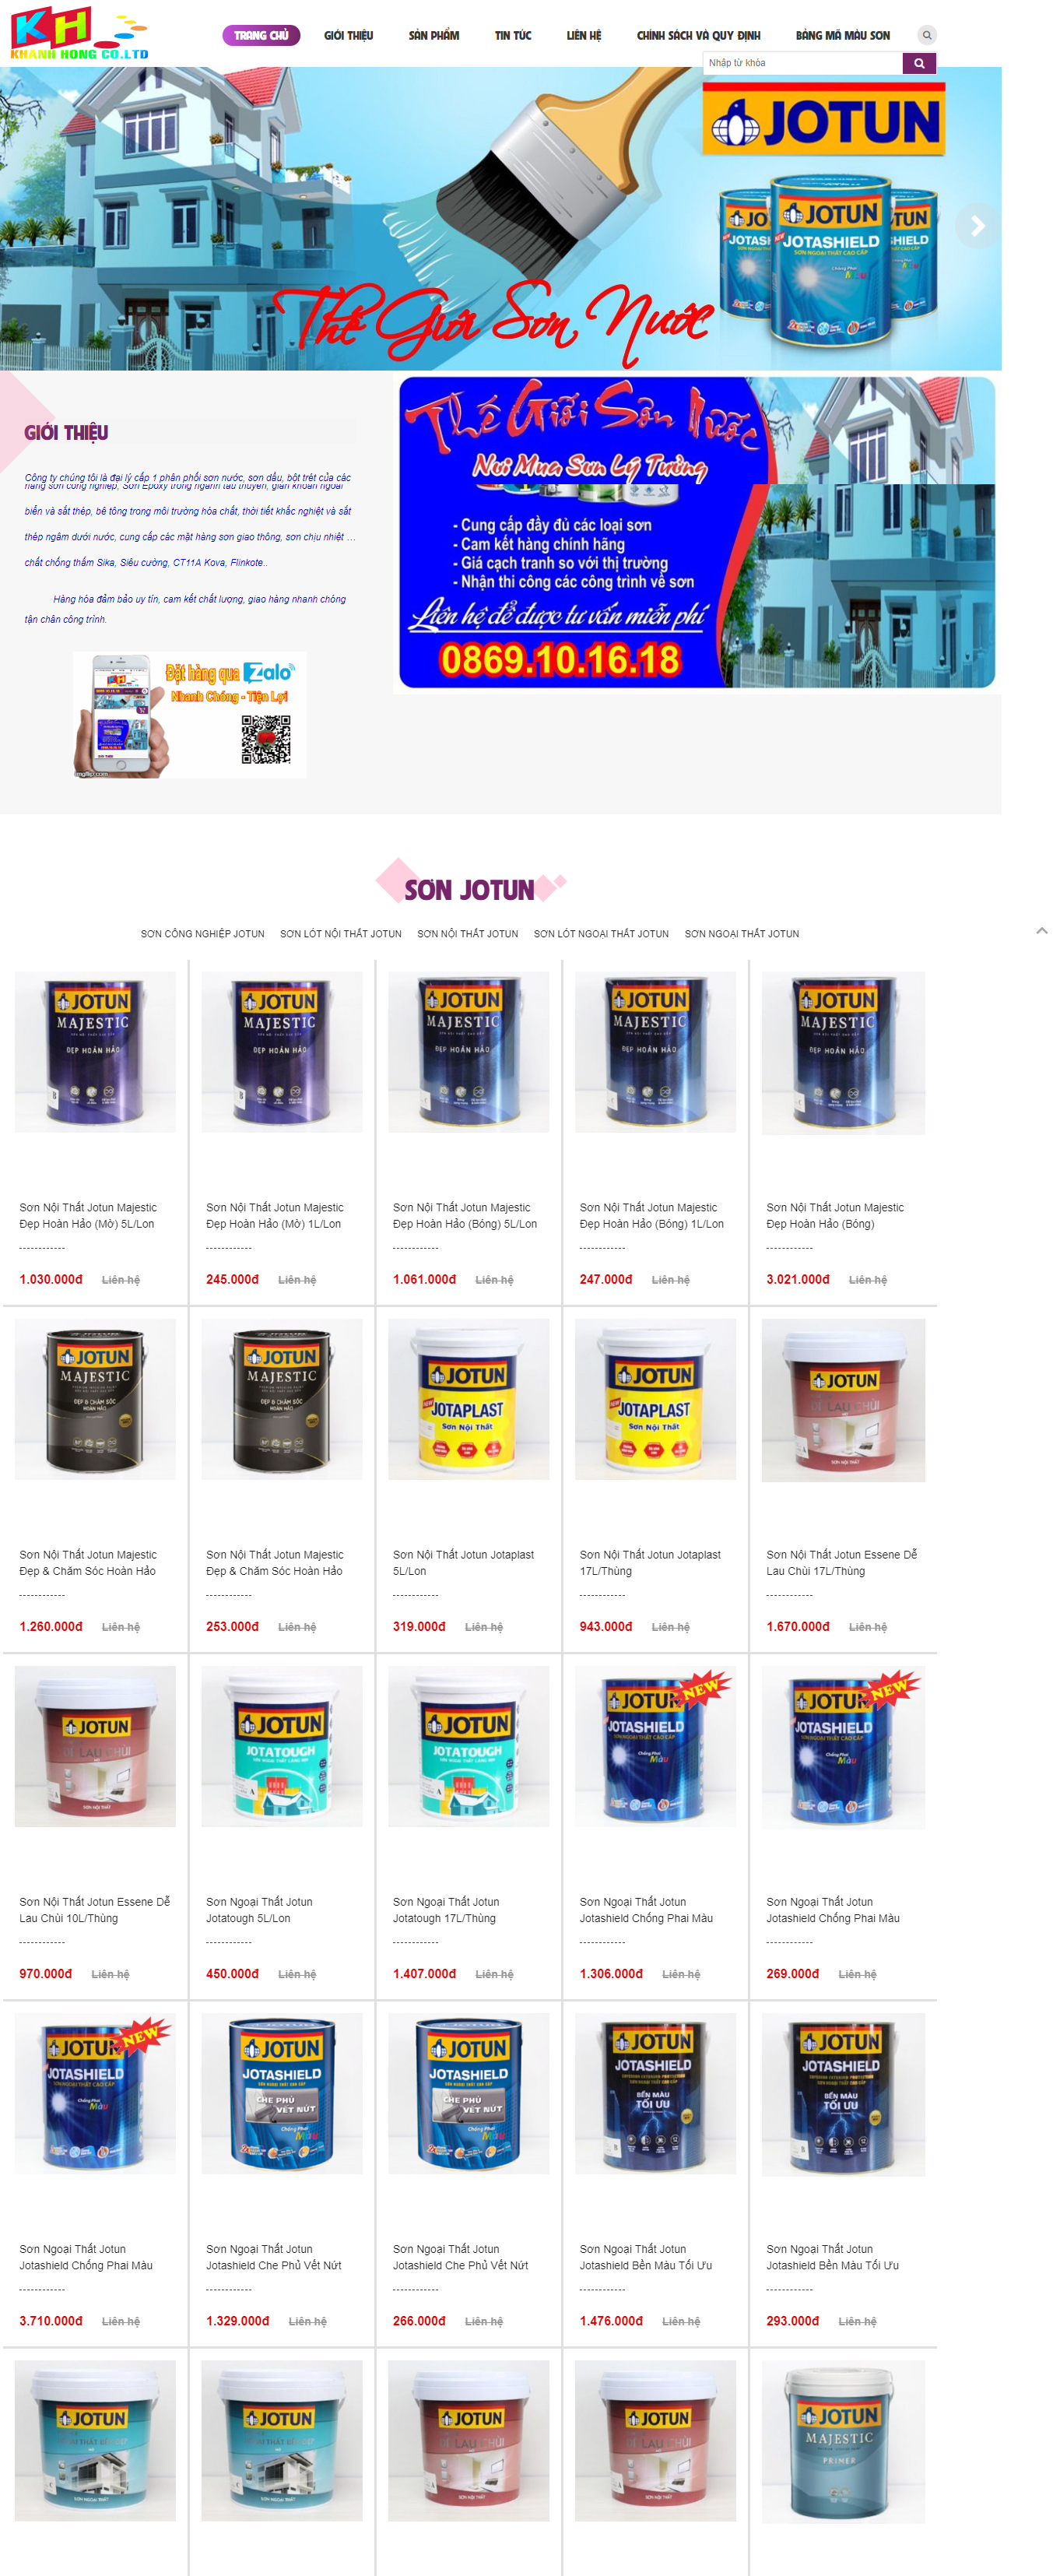 KH
KHANH HONG CO.LTD
TRANG CHỦ GIỚI THIỆU SẢN PHẨM TIN TỨC LIÊN HỆ CHÍNH SÁCH VÀ QUY ĐỊNH BẢNG MÃ MÀU SƠN
Nhập từ khóa
JOTUN
JOTUN
JOTASHIELD
SƠN NGOẠI THẤT CAO CẤP
Chống Phai
Màu
Thế Giới Sơn Nước
GIỚI THIỆU
Công ty chúng tôi là đại lý cấp 1 phân phối sơn nước, sơn dầu, bột trét của các
hãng sơn công nghiệp, Sơn Epoxy trong ngành tàu thuyền, giàn khoan ngoài
biển và sắt thép, bê tông trong môi trường hóa chất, thời tiết khắc nghiệt và sắt
thép ngầm dưới nước, cung cấp các mặt hàng sơn giao thông, sơn chịu nhiệt ...
chất chống thấm Sika, Siêu cường, CT11A Kova, Flinkote..
Hàng hóa đảm bảo uy tín, cam kết chất lượng, giao hàng nhanh chóng
tận chân công trình.
Đặt hàng qua Zalo
Nhanh Chóng - Tiện Lợi
imgflip.com
Thế Giới Sơn Nước
Nơi Mua Sơn Lý Tưởng
- Cung cấp đầy đủ các loại sơn
- Cam kết hàng chính hãng
- Giá cạch tranh so với thị trường
- Nhận thi công các công trình về sơn
Liên hệ để được tư vấn miễn phí
0869.10.16.18
SƠN JOTUN
SƠN CÔNG NGHIỆP JOTUN SƠN LÓT NỘI THẤT JOTUN SƠN NỘI THẤT JOTUN SƠN LÓT NGOẠI THẤT JOTUN SƠN NGOẠI THẤT JOTUN
Sơn Nội Thất Jotun Majestic
Đẹp Hoàn Hảo (Mờ) 5L/Lon
1.030.000đ Liên hệ
Sơn Nội Thất Jotun Majestic
Đẹp Hoàn Hảo (Mờ) 1L/Lon
245.000đ Liên hệ
Sơn Nội Thất Jotun Majestic
Đẹp Hoàn Hảo (Bóng) 5L/Lon
1.061.000đ Liên hệ
Sơn Nội Thất Jotun Majestic
Đẹp Hoàn Hảo (Bóng) 1L/Lon
247.000đ Liên hệ
Sơn Nội Thất Jotun Majestic
Đẹp Hoàn Hảo (Bóng)
3.021.000đ Liên hệ
Sơn Nội Thất Jotun Majestic
Đẹp & Chăm Sóc Hoàn Hảo
1.260.000đ Liên hệ
Sơn Nội Thất Jotun Majestic
Đẹp & Chăm Sóc Hoàn Hảo
253.000đ Liên hệ
Sơn Nội Thất Jotun Jotaplast
5L/Lon
319.000đ Liên hệ
Sơn Nội Thất Jotun Jotaplast
17L/Thùng
943.000đ Liên hệ
Sơn Nội Thất Jotun Essene Dễ
Lau Chùi 17L/Thùng
1.670.000đ Liên hệ
Sơn Nội Thất Jotun Essene Dễ
Lau Chùi 10L/Thùng
970.000đ Liên hệ
Sơn Ngoại Thất Jotun
Jotatough 5L/Lon
450.000đ Liên hệ
Sơn Ngoại Thất Jotun
Jotatough 17L/Thùng
1.407.000đ Liên hệ
Sơn Ngoại Thất Jotun
Jotashield Chống Phai Màu
1.306.000đ Liên hệ
Sơn Ngoại Thất Jotun
Jotashield Chống Phai Màu
269.000đ Liên hệ
Sơn Ngoại Thất Jotun
Jotashield Chống Phai Màu
3.710.000đ Liên hệ
Sơn Ngoại Thất Jotun
Jotashield Che Phủ Vết Nứt
1.329.000đ Liên hệ
Sơn Ngoại Thất Jotun
Jotashield Che Phủ Vết Nứt
266.000đ Liên hệ
Sơn Ngoại Thất Jotun
Jotashield Bền Màu Tối Ưu
1.476.000đ Liên hệ
Sơn Ngoại Thất Jotun
Jotashield Bền Màu Tối Ưu
293.000đ Liên hệ
JOTUN
JOTUN
JOTUN
JOTUN
JOTUN
MAJESTIC
PRIMER